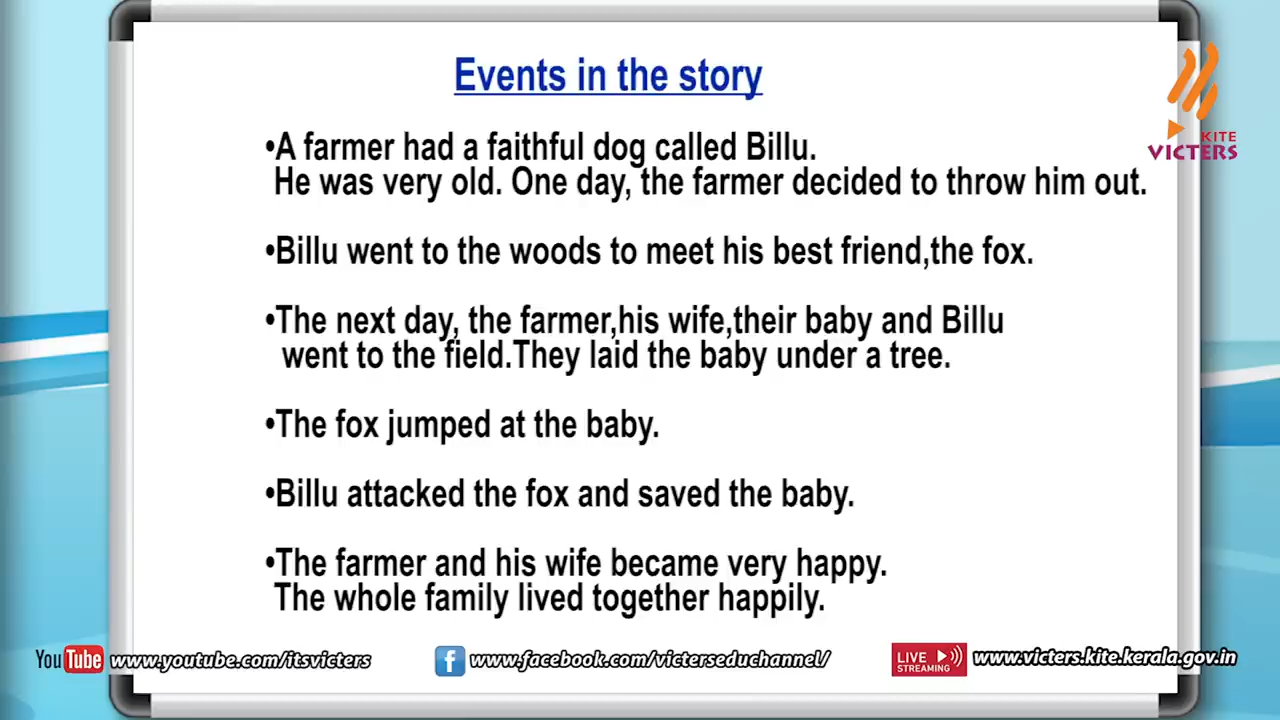 Events in the story
KITE
VICTERS
•A farmer had a faithful dog called Billu.
He was very old. One day, the farmer decided to throw him out.
•Billu went to the woods to meet his best friend,the fox.
•The next day, the farmer,his wife,their baby and Billu
went to the field.They laid the baby under a tree.
•The fox jumped at the baby.
•Billu attacked the fox and saved the baby.
•The farmer and his wife became very happy.
The whole family lived together happily.
YouTube www.youtube.com/itsvicters
f www.facebook.com/victerseduchannel/
LIVE
STREAMING
www.victers.kite.kerala.gov.in